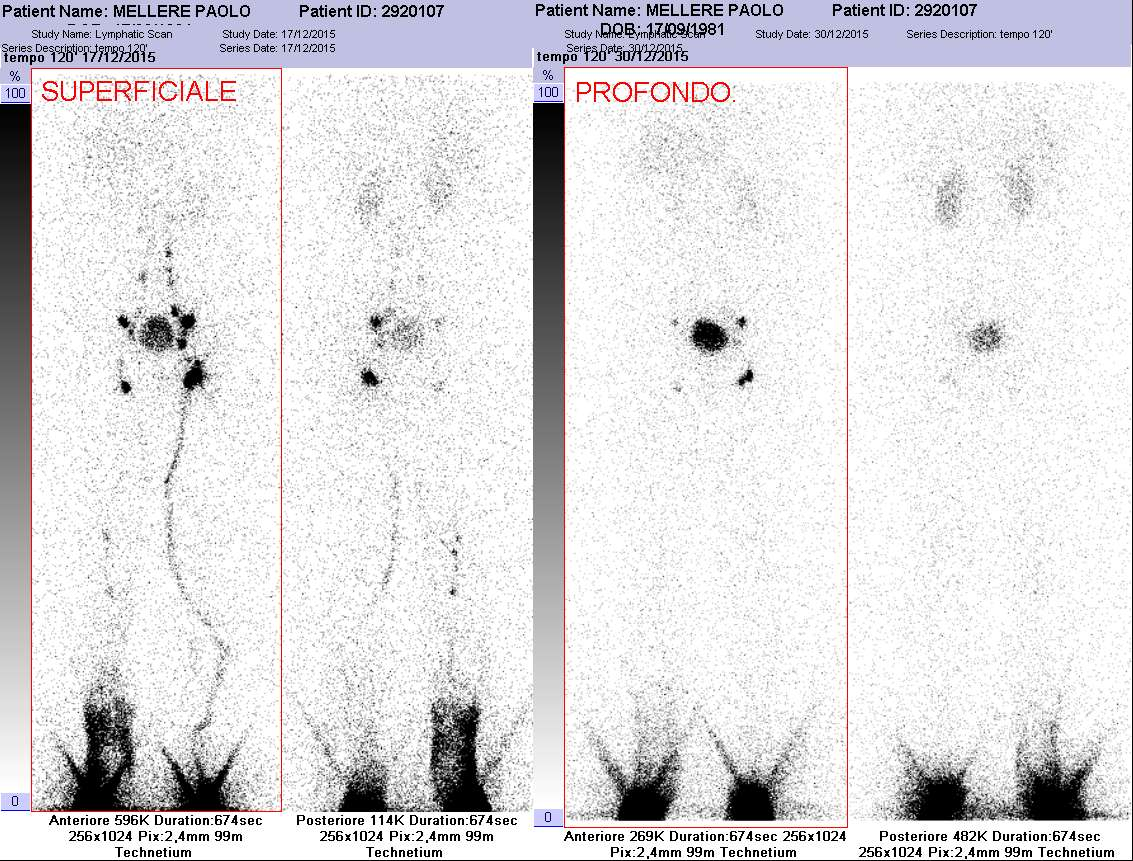 Patient Name: MELLERE PAOLO Patient ID: 2920107
Study Name: Lymphatic Scan Study Date: 17/12/2015
Series Description: tempo 120' Series Date: 17/12/2015
tempo 120' 17/12/2015
%
100
SUPERFICIALE
0
Anteriore 596K Duration:674sec
256x1024 Pix:2,4mm 99m
Technetium
Posteriore 114K Duration:674sec
256x1024 Pix:2,4mm 99m
Technetium
Patient Name: MELLERE PAOLO Patient ID: 2920107
DOB: 17/09/1981
Study Name: Lymphatic Scan Study Date: 30/12/2015 Series Description: tempo 120'
Series Date: 30/12/2015
tempo 120' 30/12/2015
%
100
PROFONDO.
0
Anteriore 269K Duration:674sec 256x1024
Pix:2,4mm 99m Technetium
Posteriore 482K Duration:674sec
256x1024 Pix:2,4mm 99m Technetium